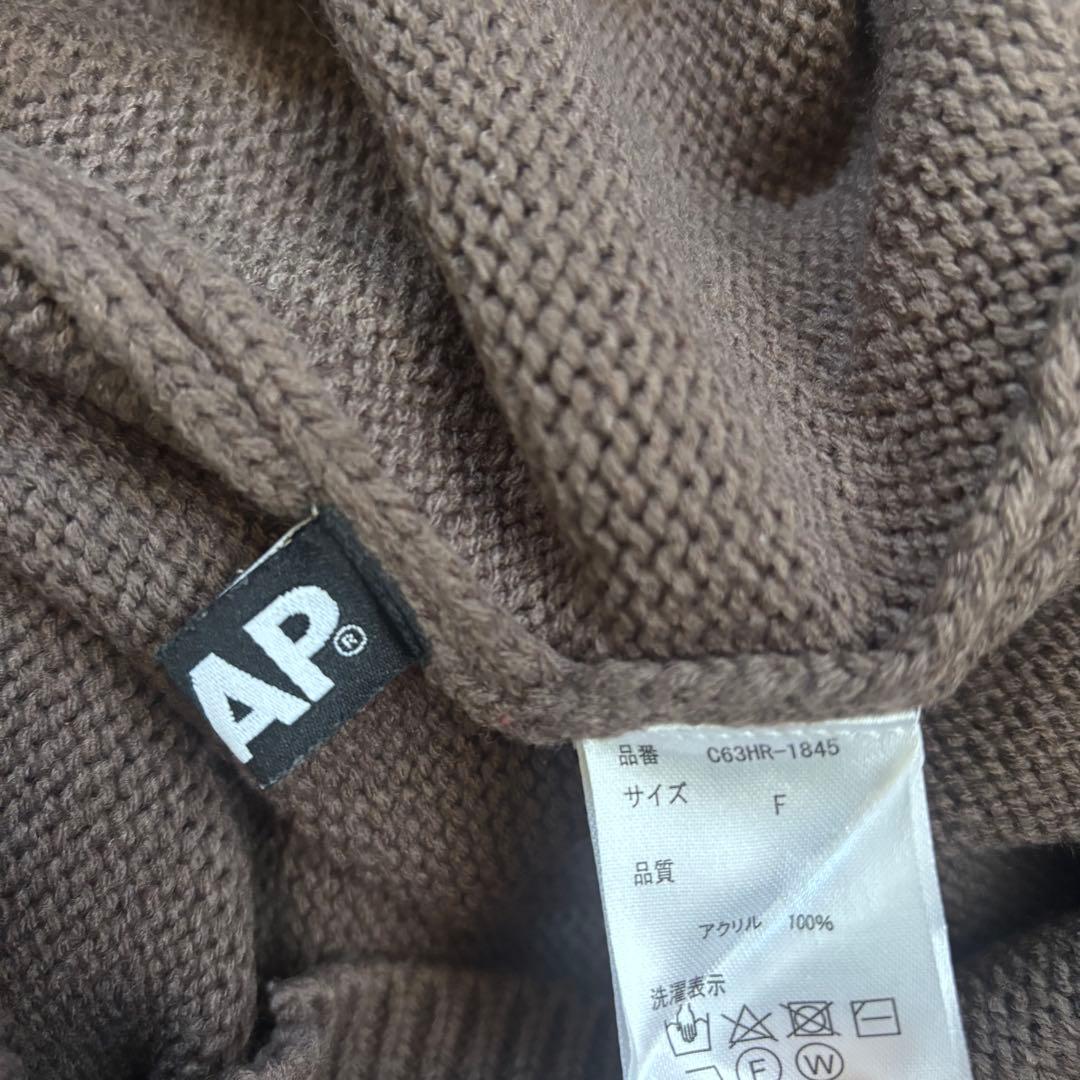 AP®
品番 C63HR-1845
サイズ F
品質
アクリル 100%
洗濯表示
F W